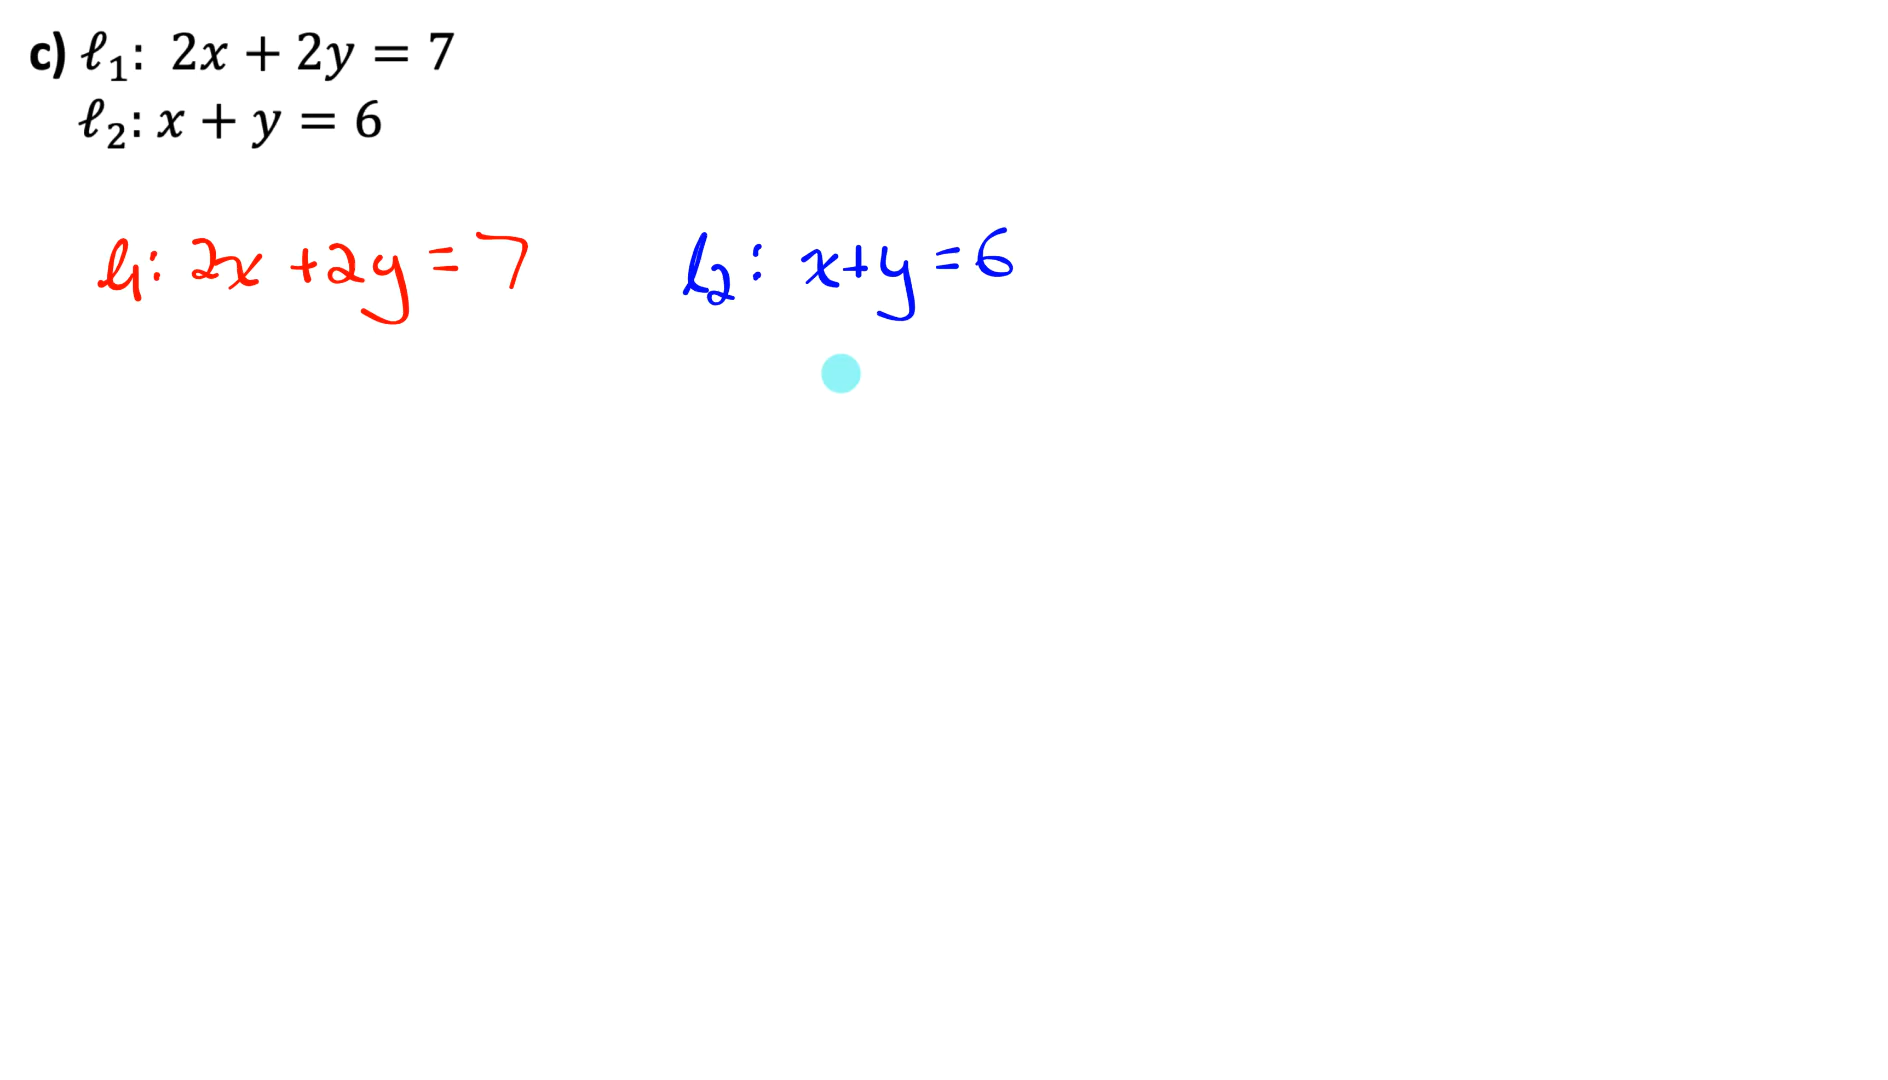 c) ℓ₁: 2x + 2y = 7
ℓ₂: x + y = 6
ℓ₁: 2x + 2y = 7
ℓ₂: x + y = 6